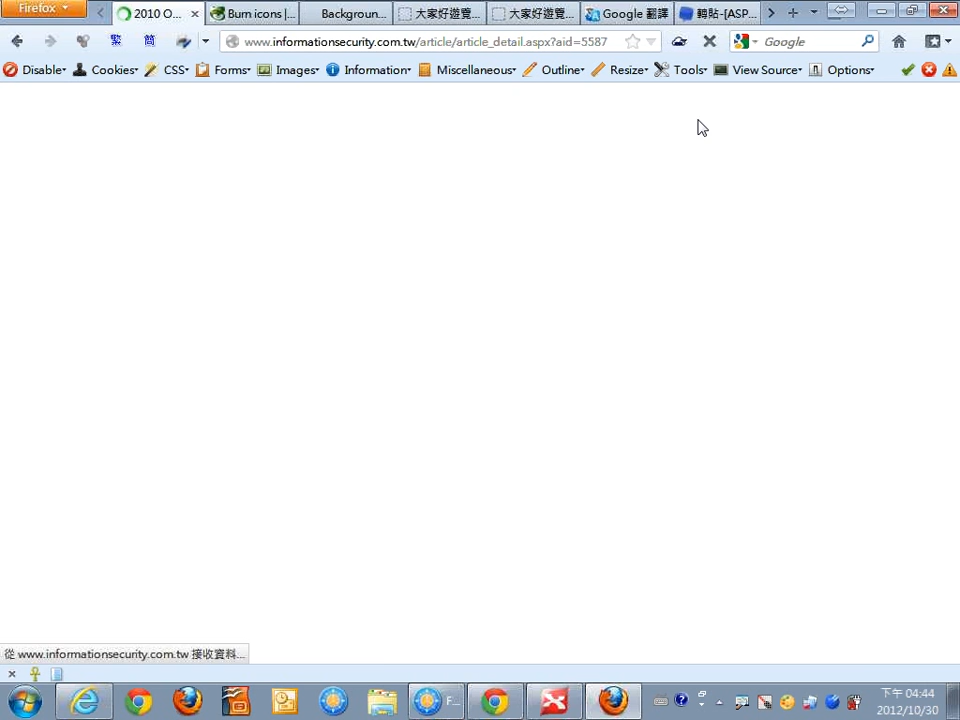 Firefox
2010 O... Burn icons |... Backgroun... 大家好遊覽... 大家好遊覽... Google 翻譯 轉貼-[ASP...
繁 簡 www.informationsecurity.com.tw/article/article_detail.aspx?aid=5587 Google
Disable Cookies CSS Forms Images Information Miscellaneous Outline Resize Tools View Source Options
從 www.informationsecurity.com.tw 接收資料...
F...
下午 04:44
2012/10/30